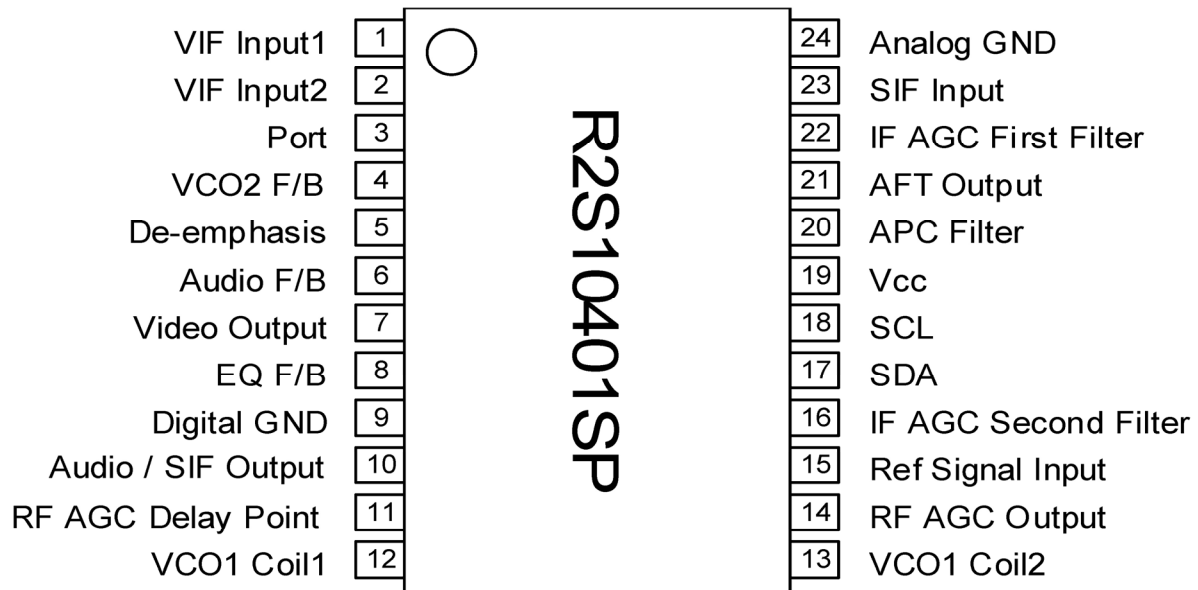 VIF Input1 1
VIF Input2 2
Port 3
VCO2 F/B 4
De-emphasis 5
Audio F/B 6
Video Output 7
EQ F/B 8
Digital GND 9
Audio / SIF Output 10
RF AGC Delay Point 11
VCO1 Coil1 12
R2S10401SP
24 Analog GND
23 SIF Input
22 IF AGC First Filter
21 AFT Output
20 APC Filter
19 Vcc
18 SCL
17 SDA
16 IF AGC Second Filter
15 Ref Signal Input
14 RF AGC Output
13 VCO1 Coil2